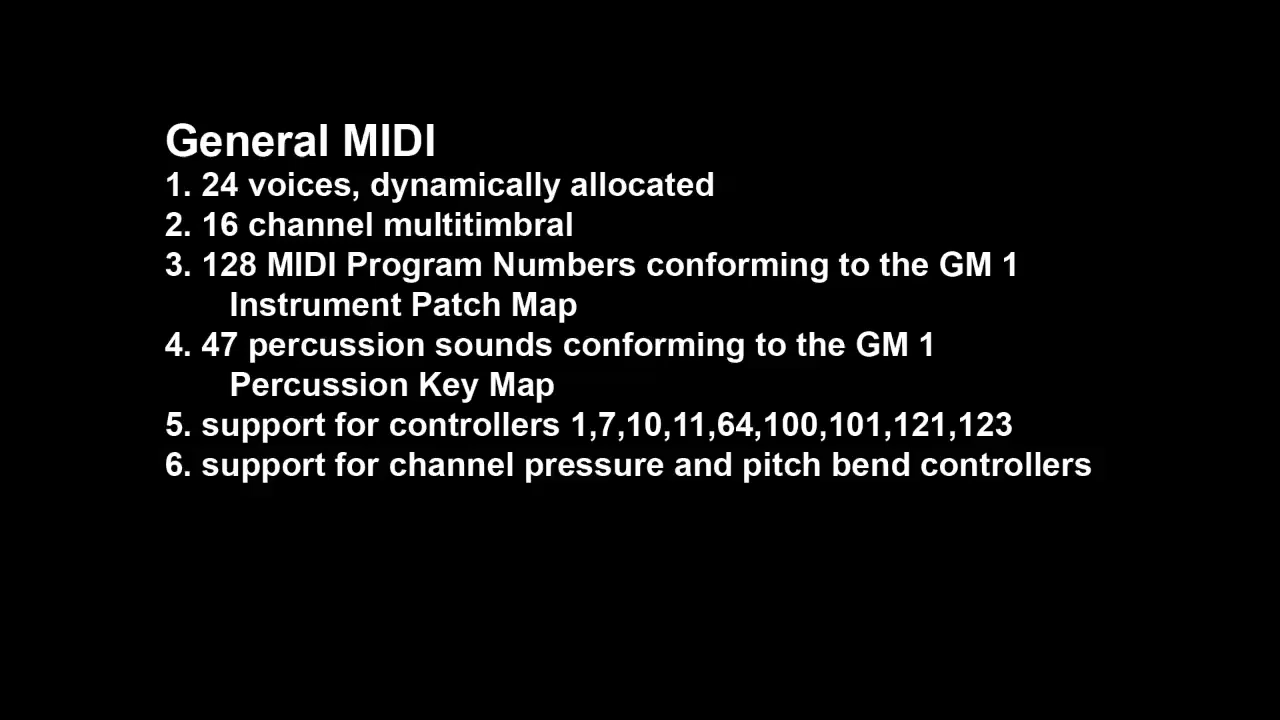 General MIDI
1. 24 voices, dynamically allocated
2. 16 channel multitimbral
3. 128 MIDI Program Numbers conforming to the GM 1
Instrument Patch Map
4. 47 percussion sounds conforming to the GM 1
Percussion Key Map
5. support for controllers 1,7,10,11,64,100,101,121,123
6. support for channel pressure and pitch bend controllers